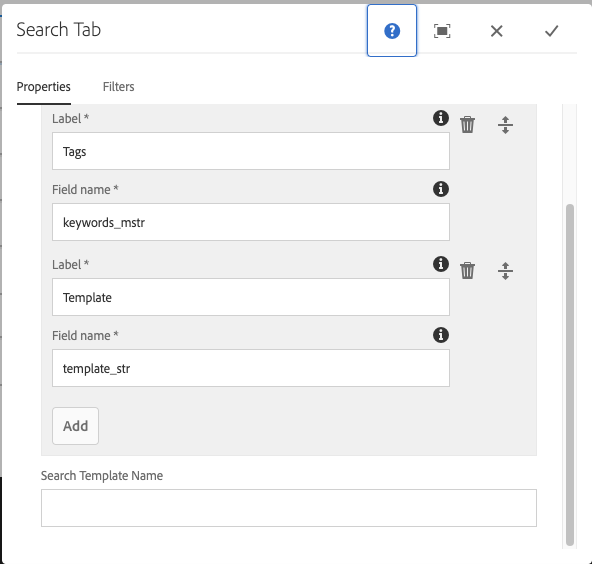 Search Tab
Properties Filters
Label *
Tags
Field name *
keywords_mstr
Label *
Template
Field name *
template_str
Add
Search Template Name